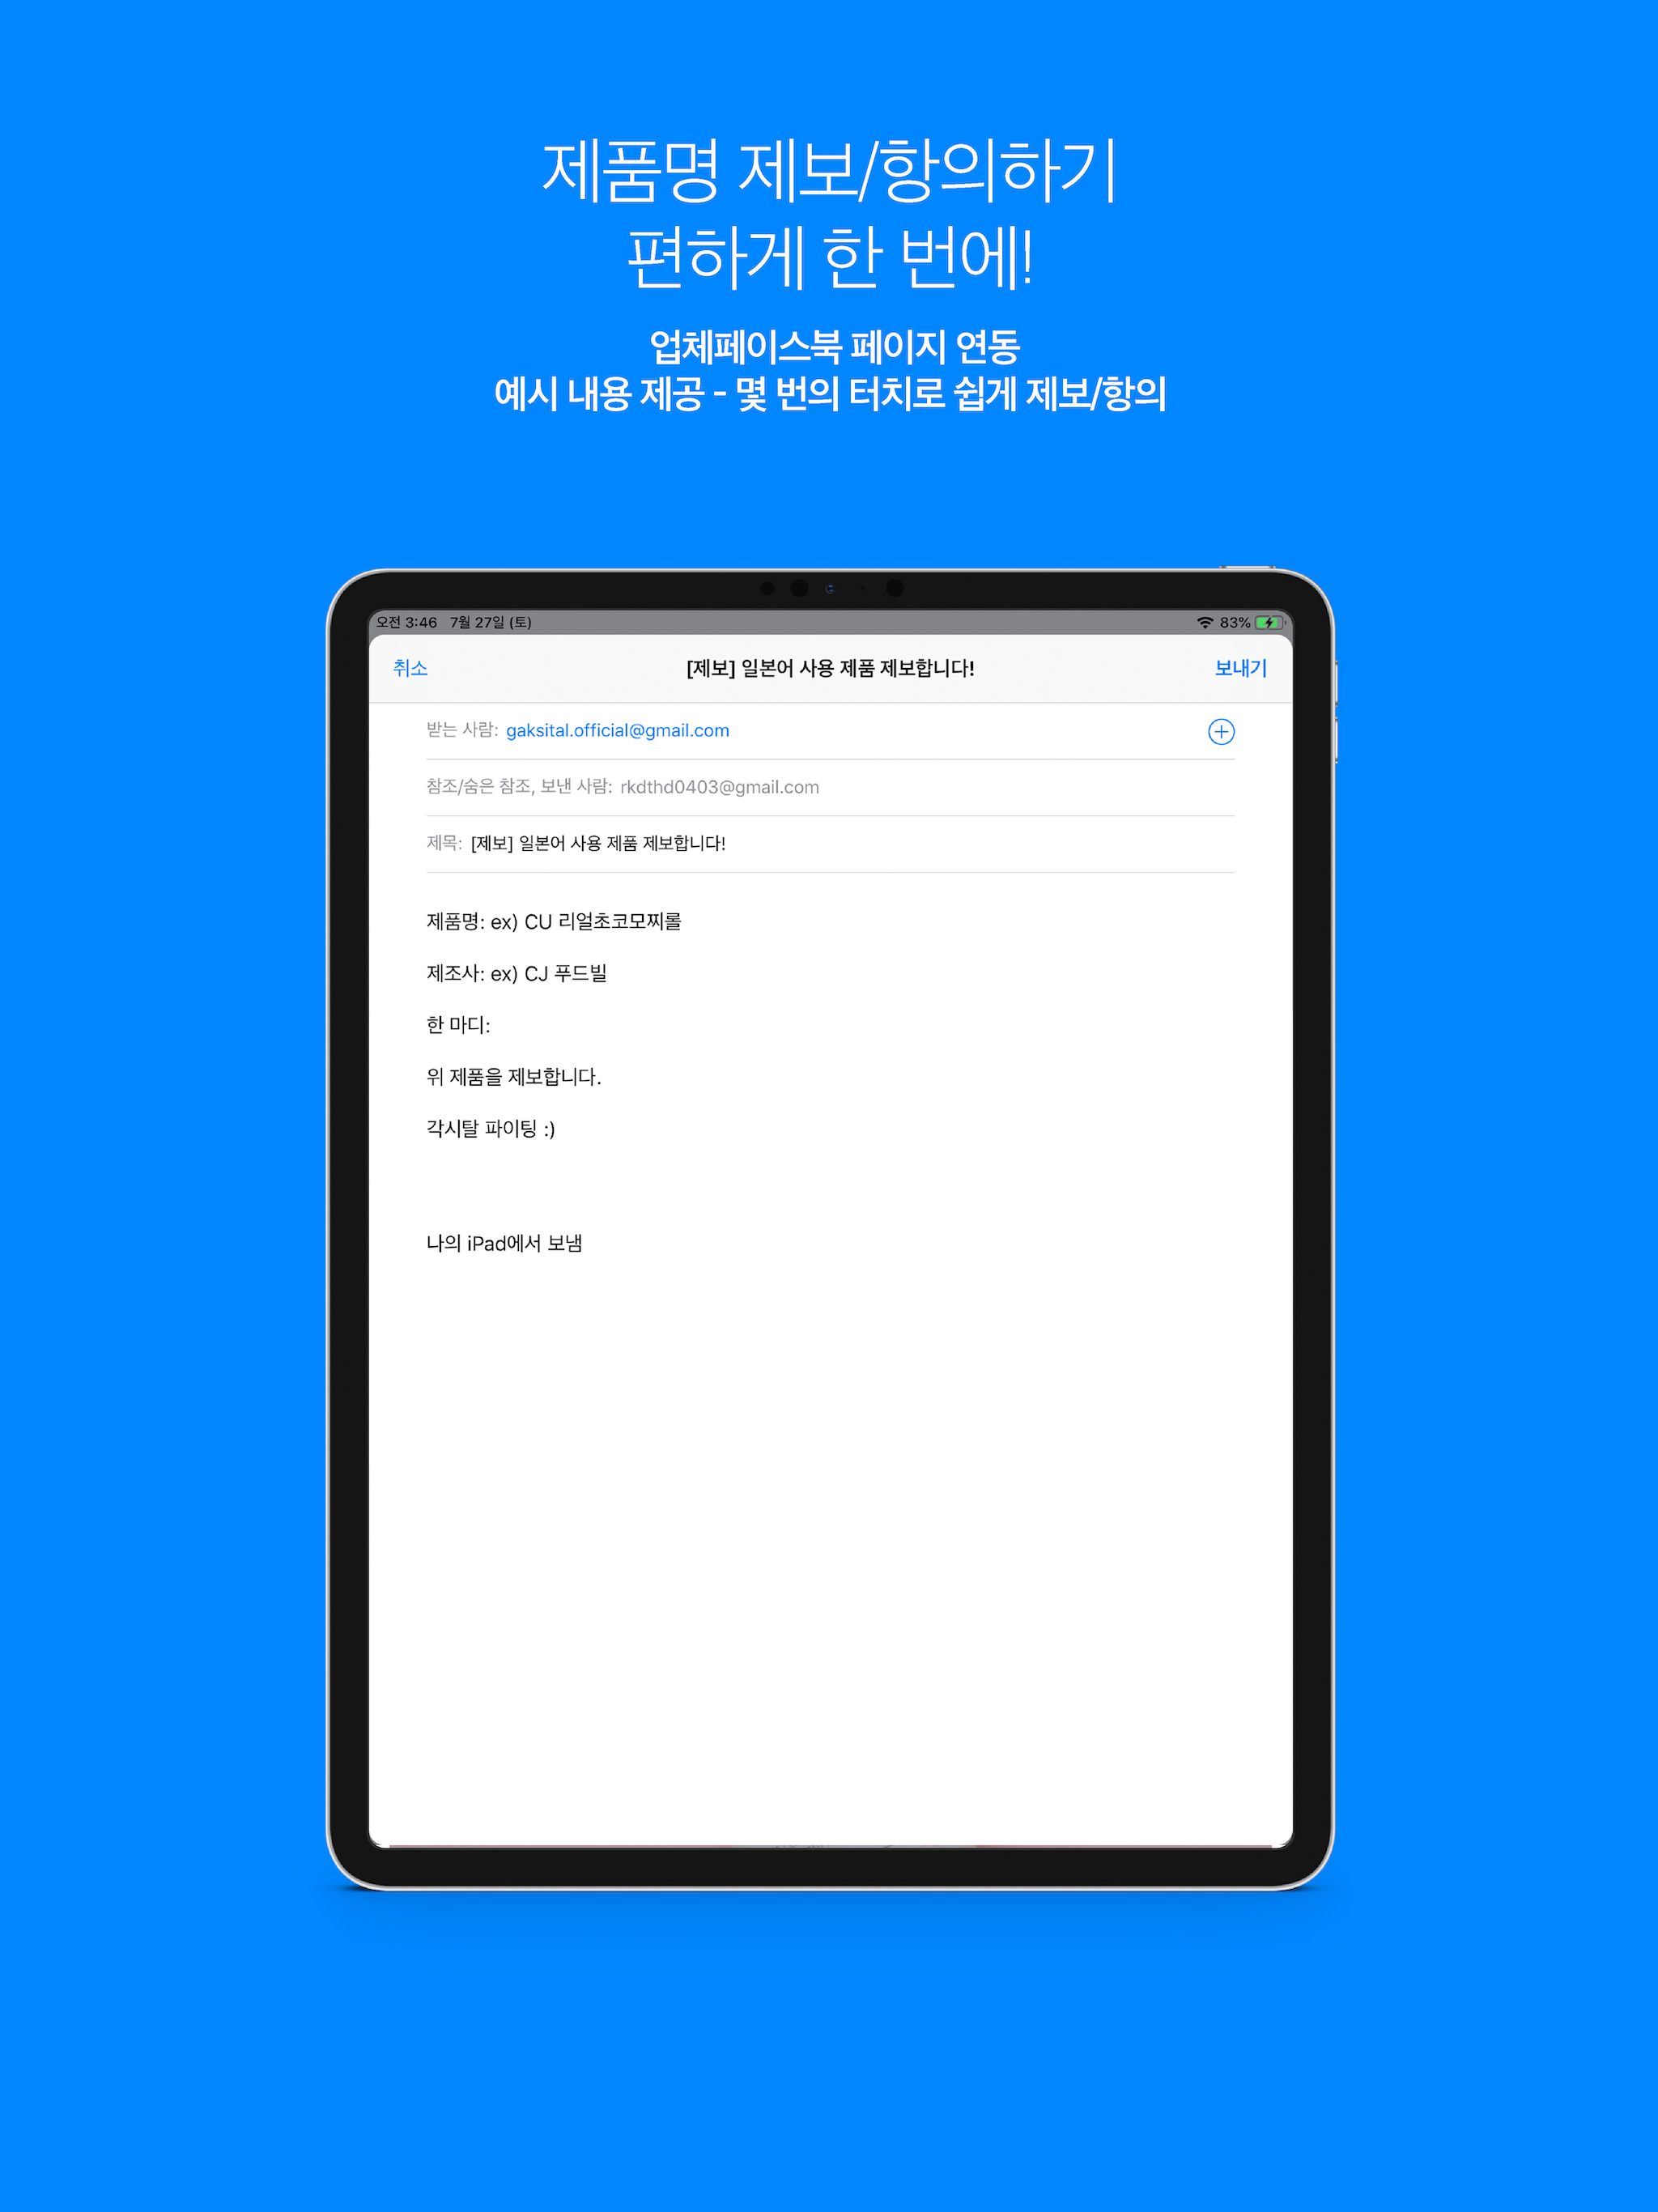 제품명 제보/항의하기
편하게 한 번에!
업체페이스북 페이지 연동
예시 내용 제공 - 몇 번의 터치로 쉽게 제보/항의
오전 3:46 7월 27일 (토) 83%
취소 [제보] 일본어 사용 제품 제보합니다! 보내기
받는 사람: gaksital.official@gmail.com
참조/숨은 참조, 보낸 사람: rkdthd0403@gmail.com
제목: [제보] 일본어 사용 제품 제보합니다!
제품명: ex) CU 리얼초코모찌롤
제조사: ex) CJ 푸드빌
한 마디:
위 제품을 제보합니다.
각시탈 파이팅 :)
나의 iPad에서 보냄